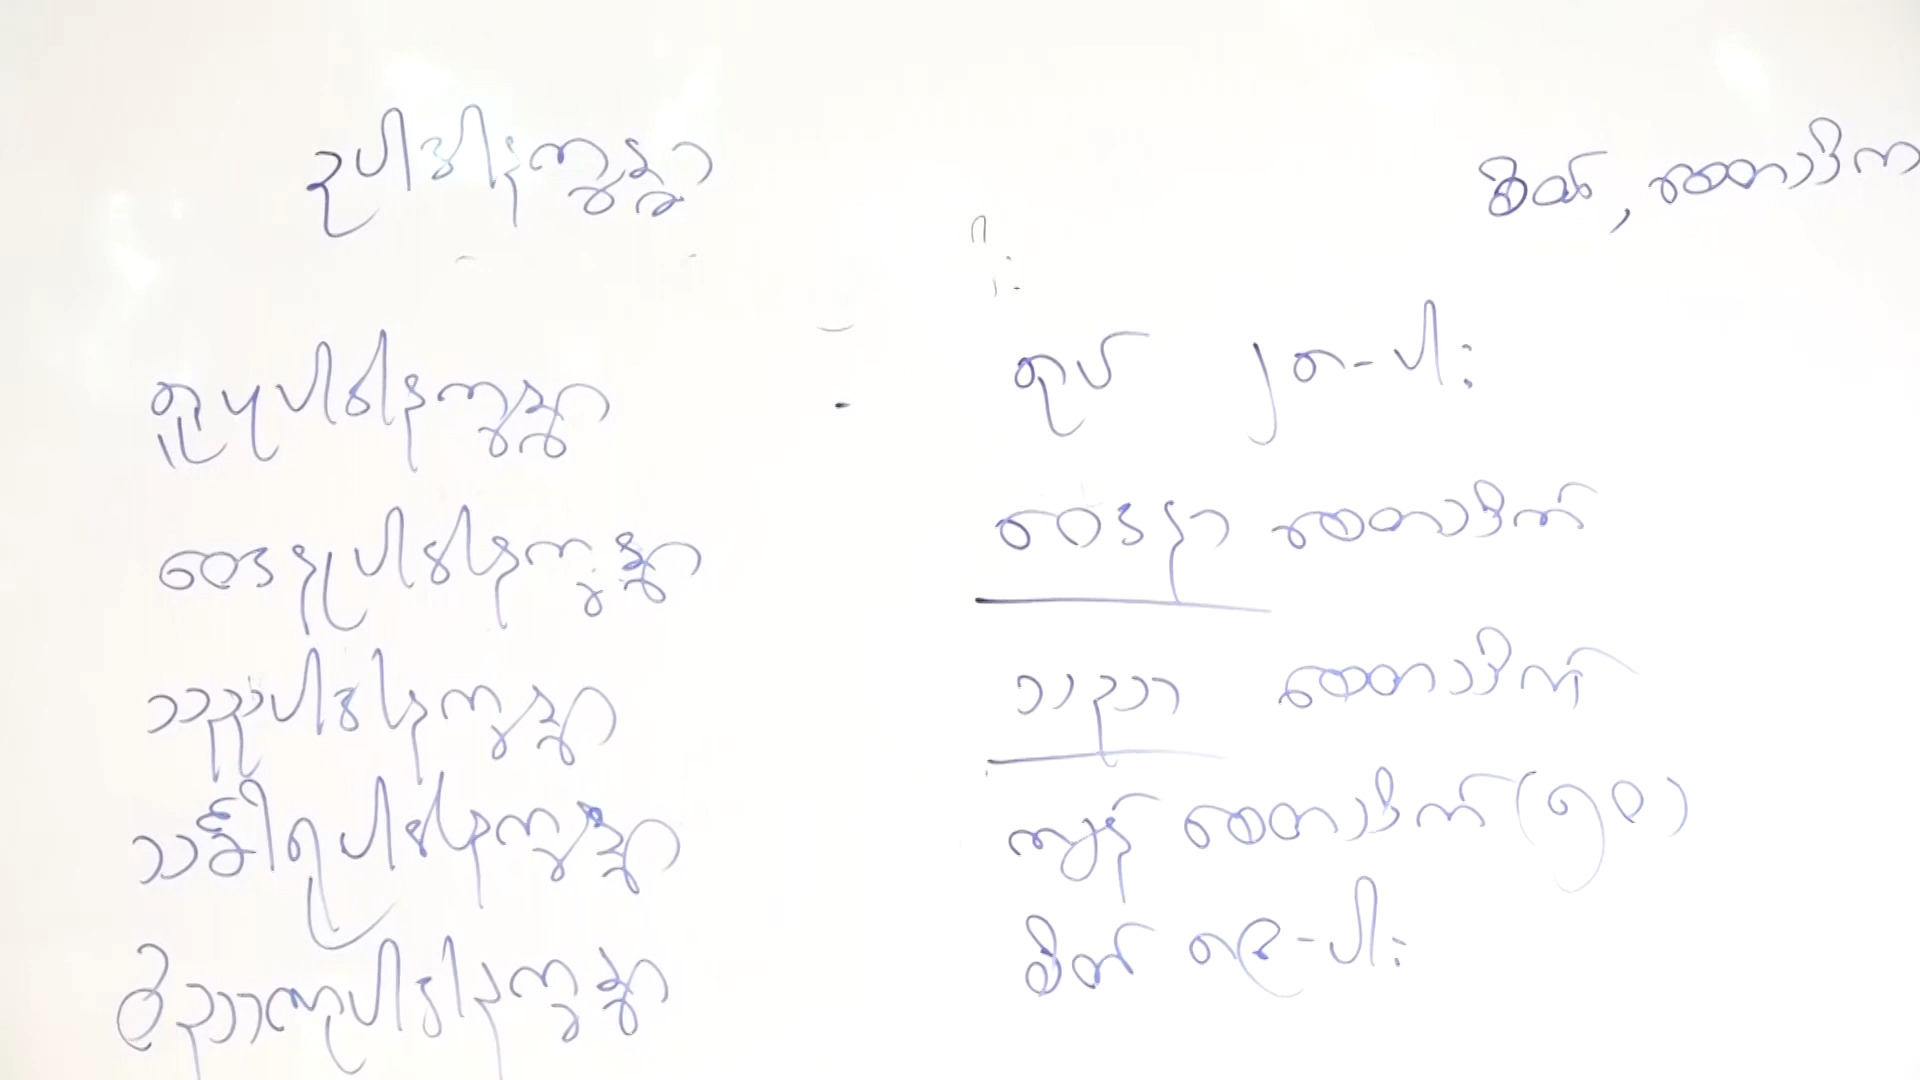 ဥပါဒါနက္ခန္ဓာ
စိတ်, စေတသိက
ရူပုပါဒါနက္ခန္ဓာ - ရုပ် ၂၈-ပါး
ဝေဒနုပါဒါနက္ခန္ဓာ ဝေဒနာ စေတသိက်
သညုပါဒါနက္ခန္ဓာ သညာ စေတသိက်
သင်္ခါရုပါဒါနက္ခန္ဓာ ကျန် စေတသိက် (၅၀)
ဝိညာဏုပါဒါနက္ခန္ဓာ စိတ် ၈၉-ပါး